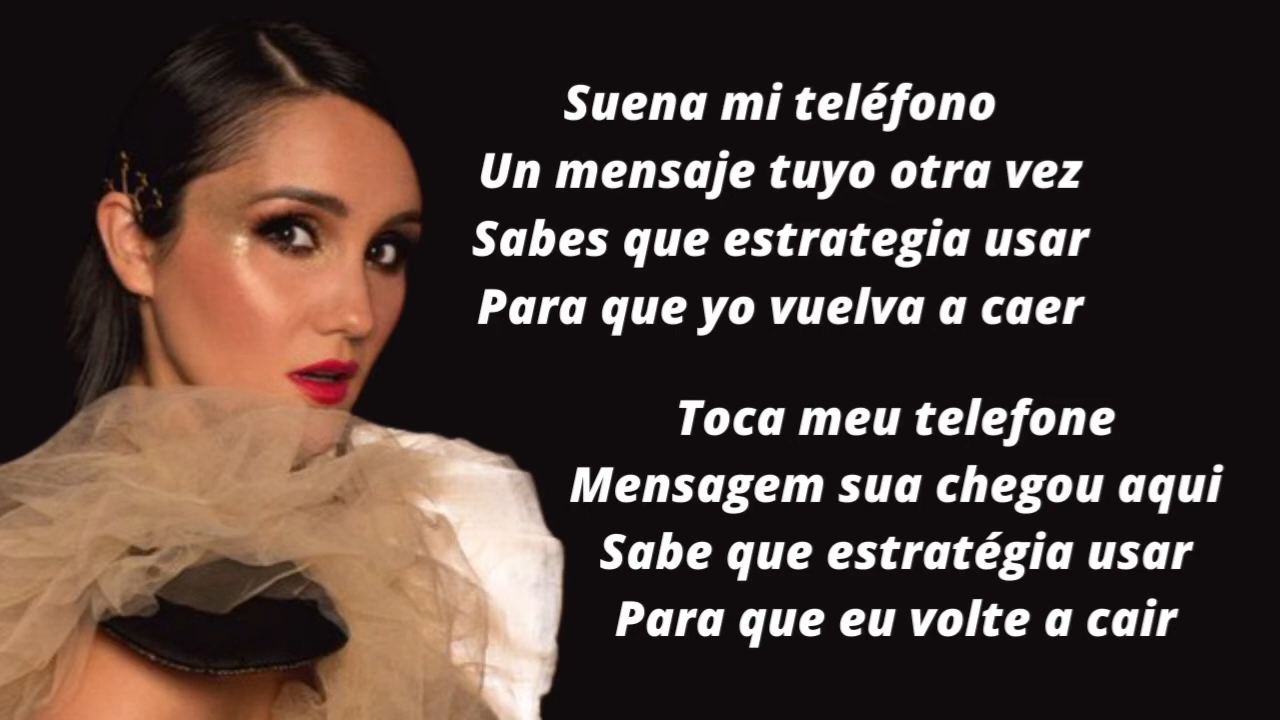 Suena mi teléfono
Un mensaje tuyo otra vez
Sabes que estrategia usar
Para que yo vuelva a caer
Toca meu telefone
Mensagem sua chegou aqui
Sabe que estratégia usar
Para que eu volte a cair